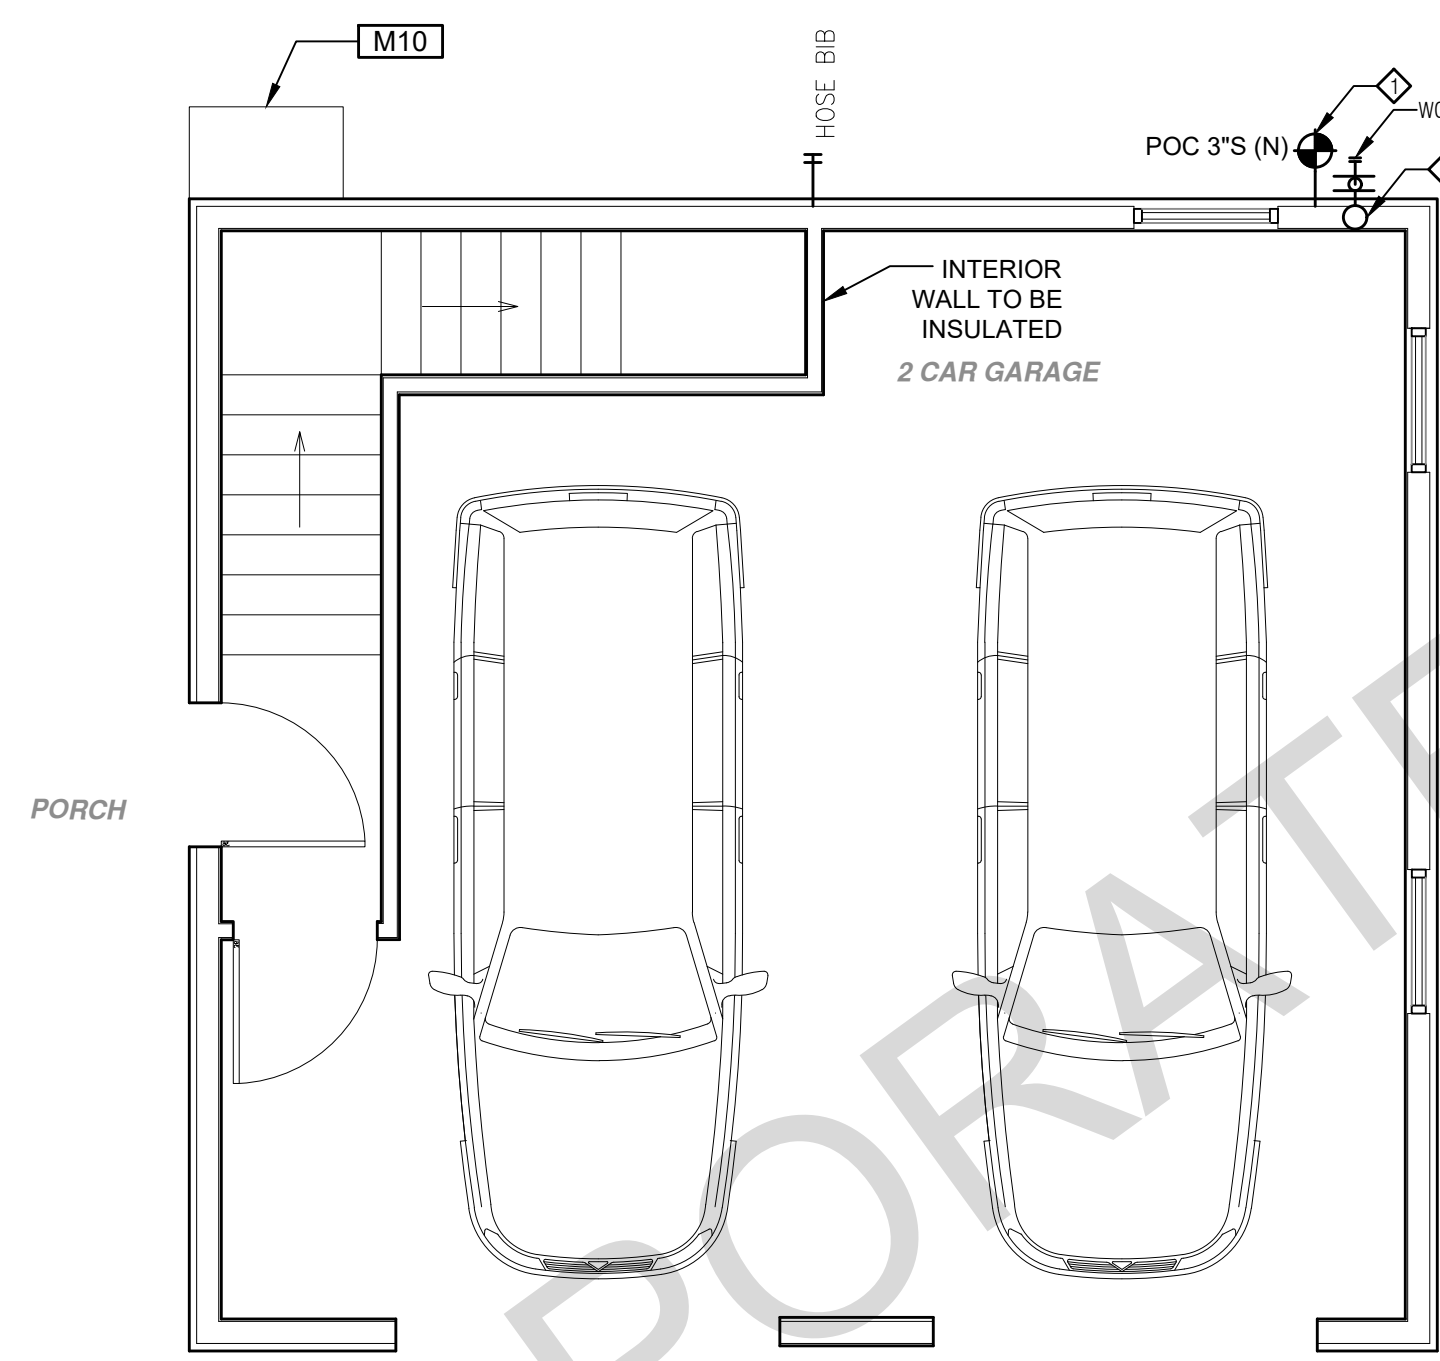 M10
HOSE BIB
1
POC 3"S (N)
INTERIOR
WALL TO BE
INSULATED
2 CAR GARAGE
PORCH